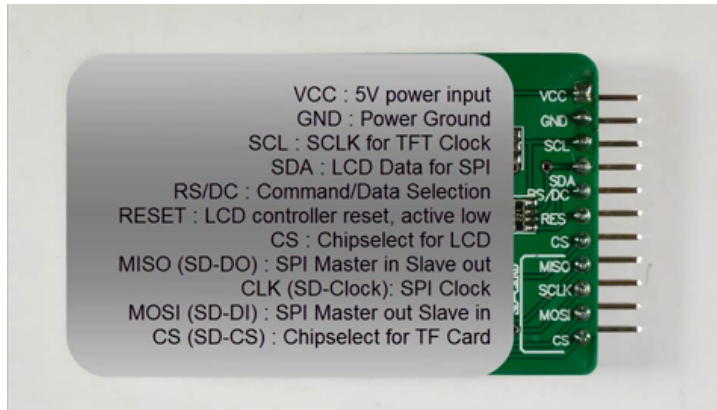 VCC : 5V power input
GND : Power Ground
SCL : SCLK for TFT Clock
SDA : LCD Data for SPI
RS/DC : Command/Data Selection
RESET : LCD controller reset, active low
CS : Chipselect for LCD
MISO (SD-DO) : SPI Master in Slave out
CLK (SD-Clock): SPI Clock
MOSI (SD-DI) : SPI Master out Slave in
CS (SD-CS) : Chipselect for TF Card
VCC
GND
SCL
SDA
RS/DC
RES
CS
MISO
SCLK
MOSI
CS